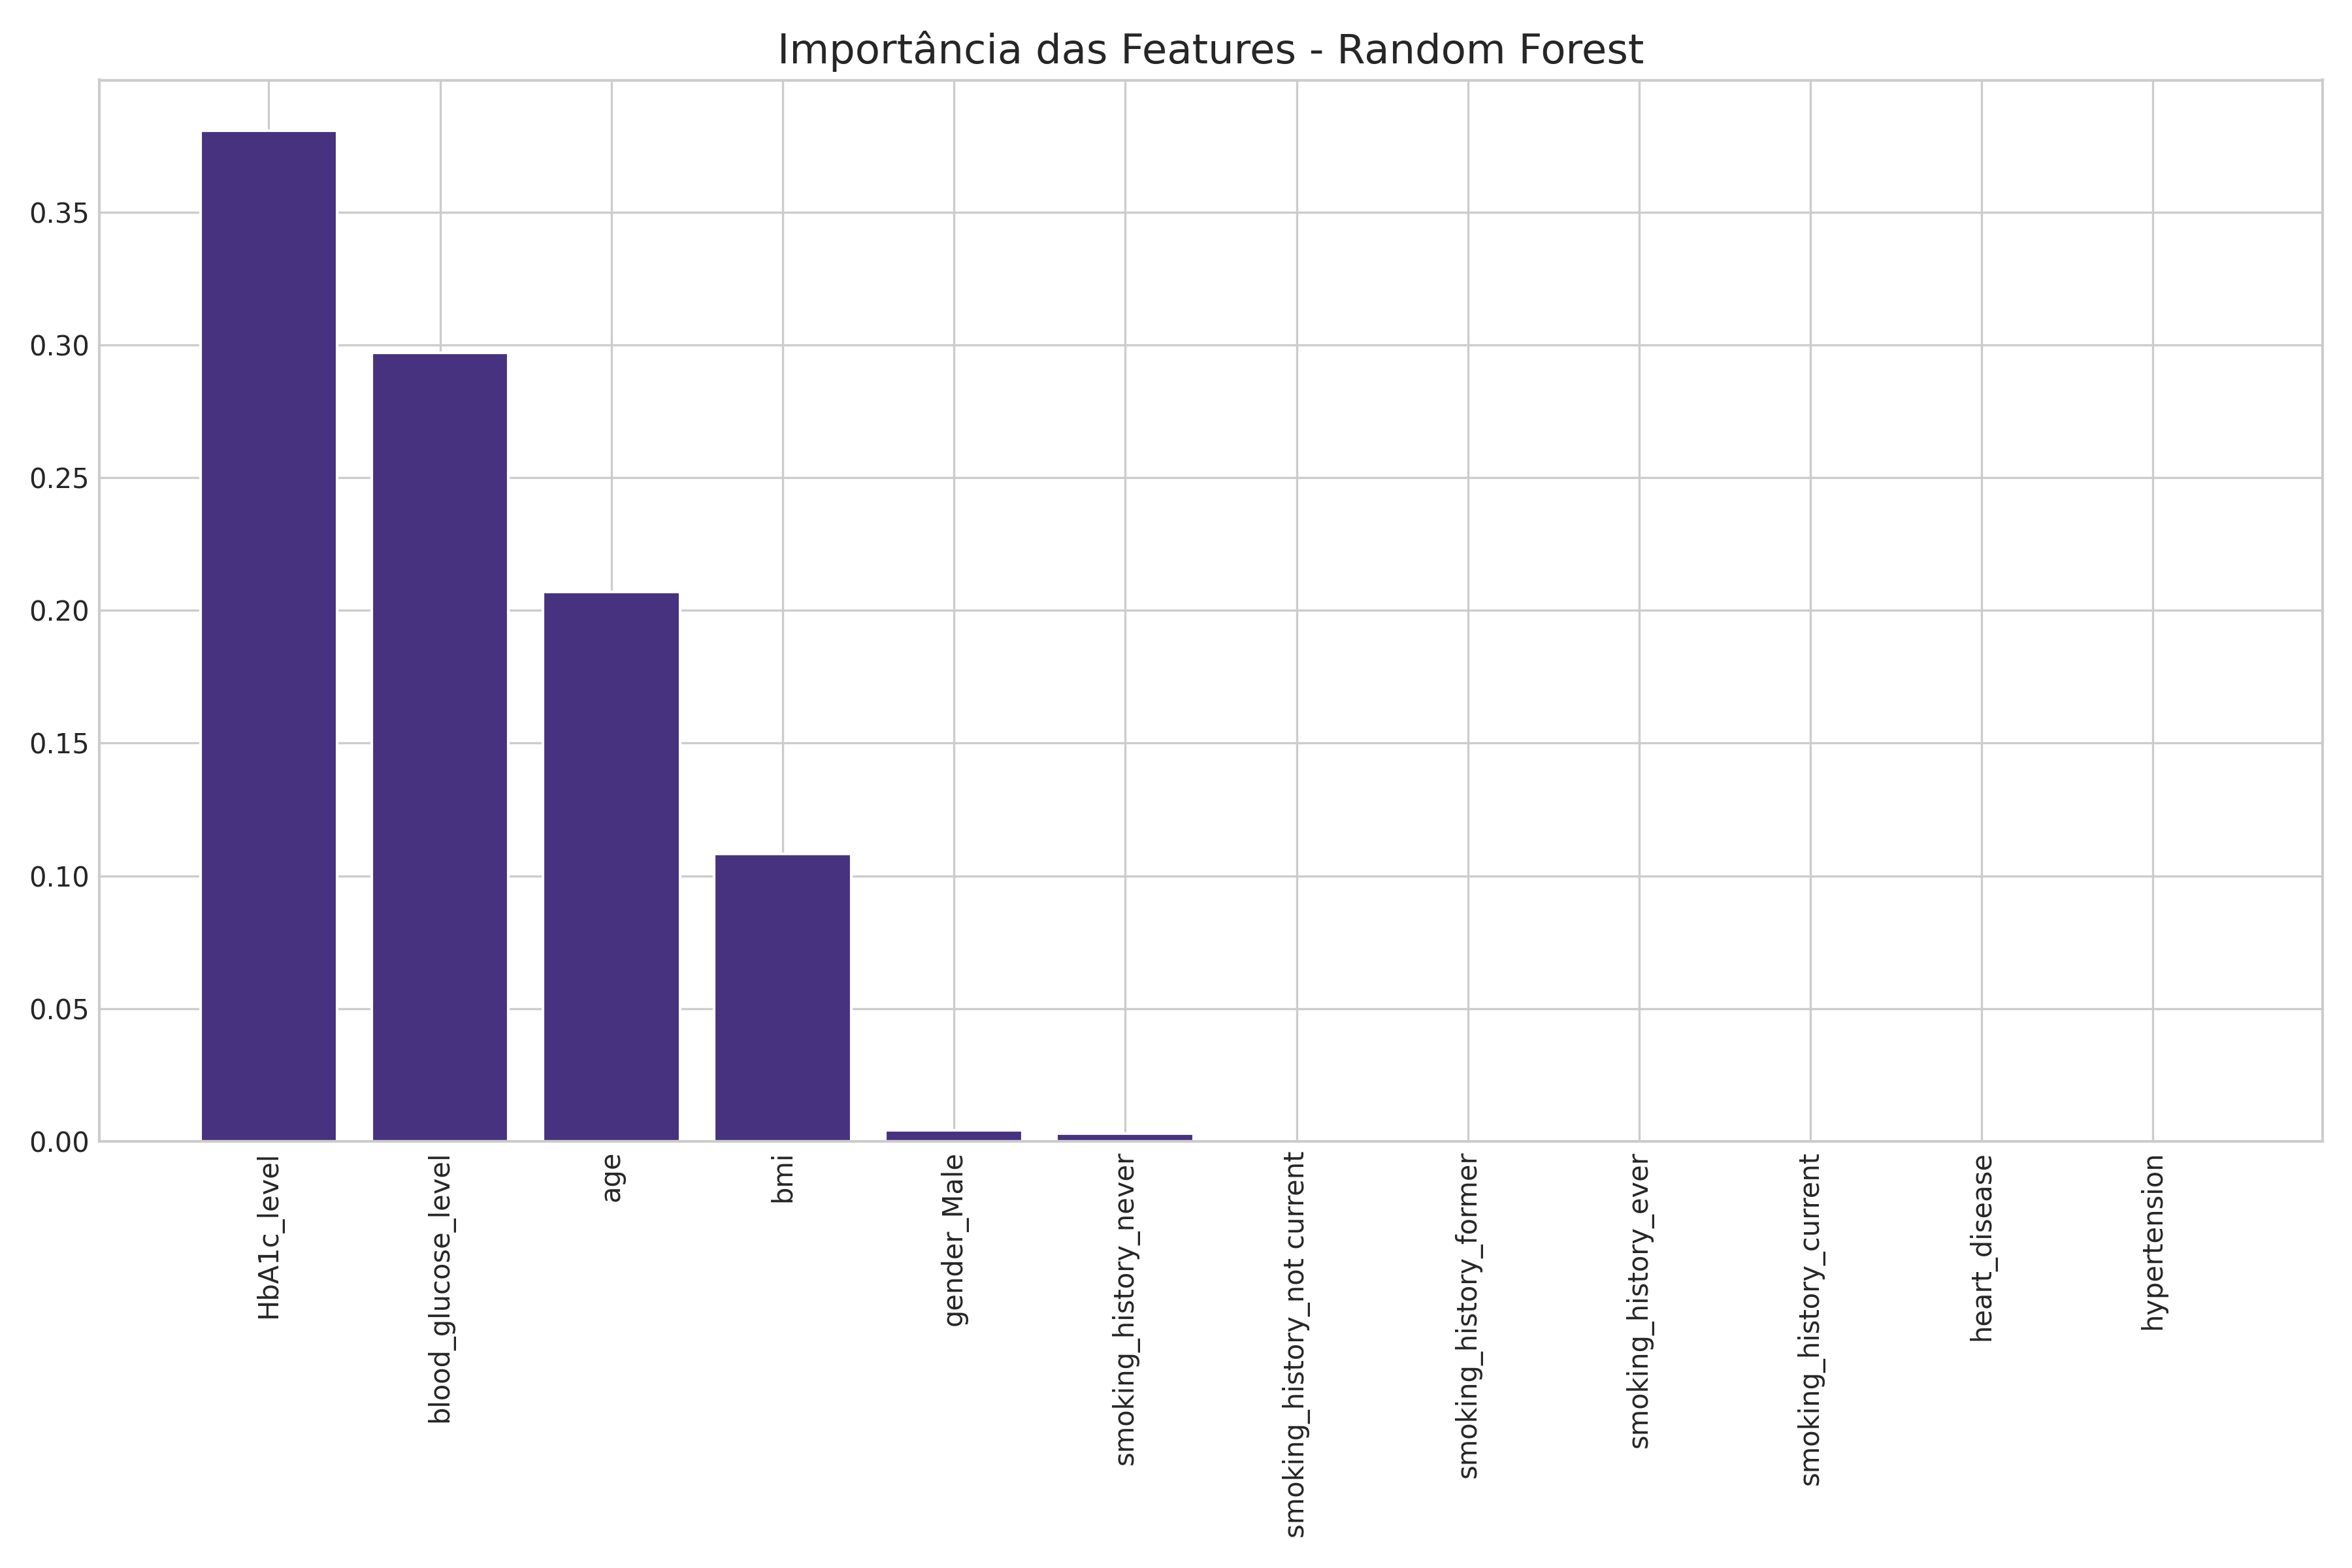 Importância das Features - Random Forest
0.35
0.30
0.25
0.20
0.15
0.10
0.05
0.00
HbA1c_level
blood_glucose_level
age
bmi
gender_Male
smoking_history_never
smoking_history_not current
smoking_history_former
smoking_history_ever
smoking_history_current
heart_disease
hypertension